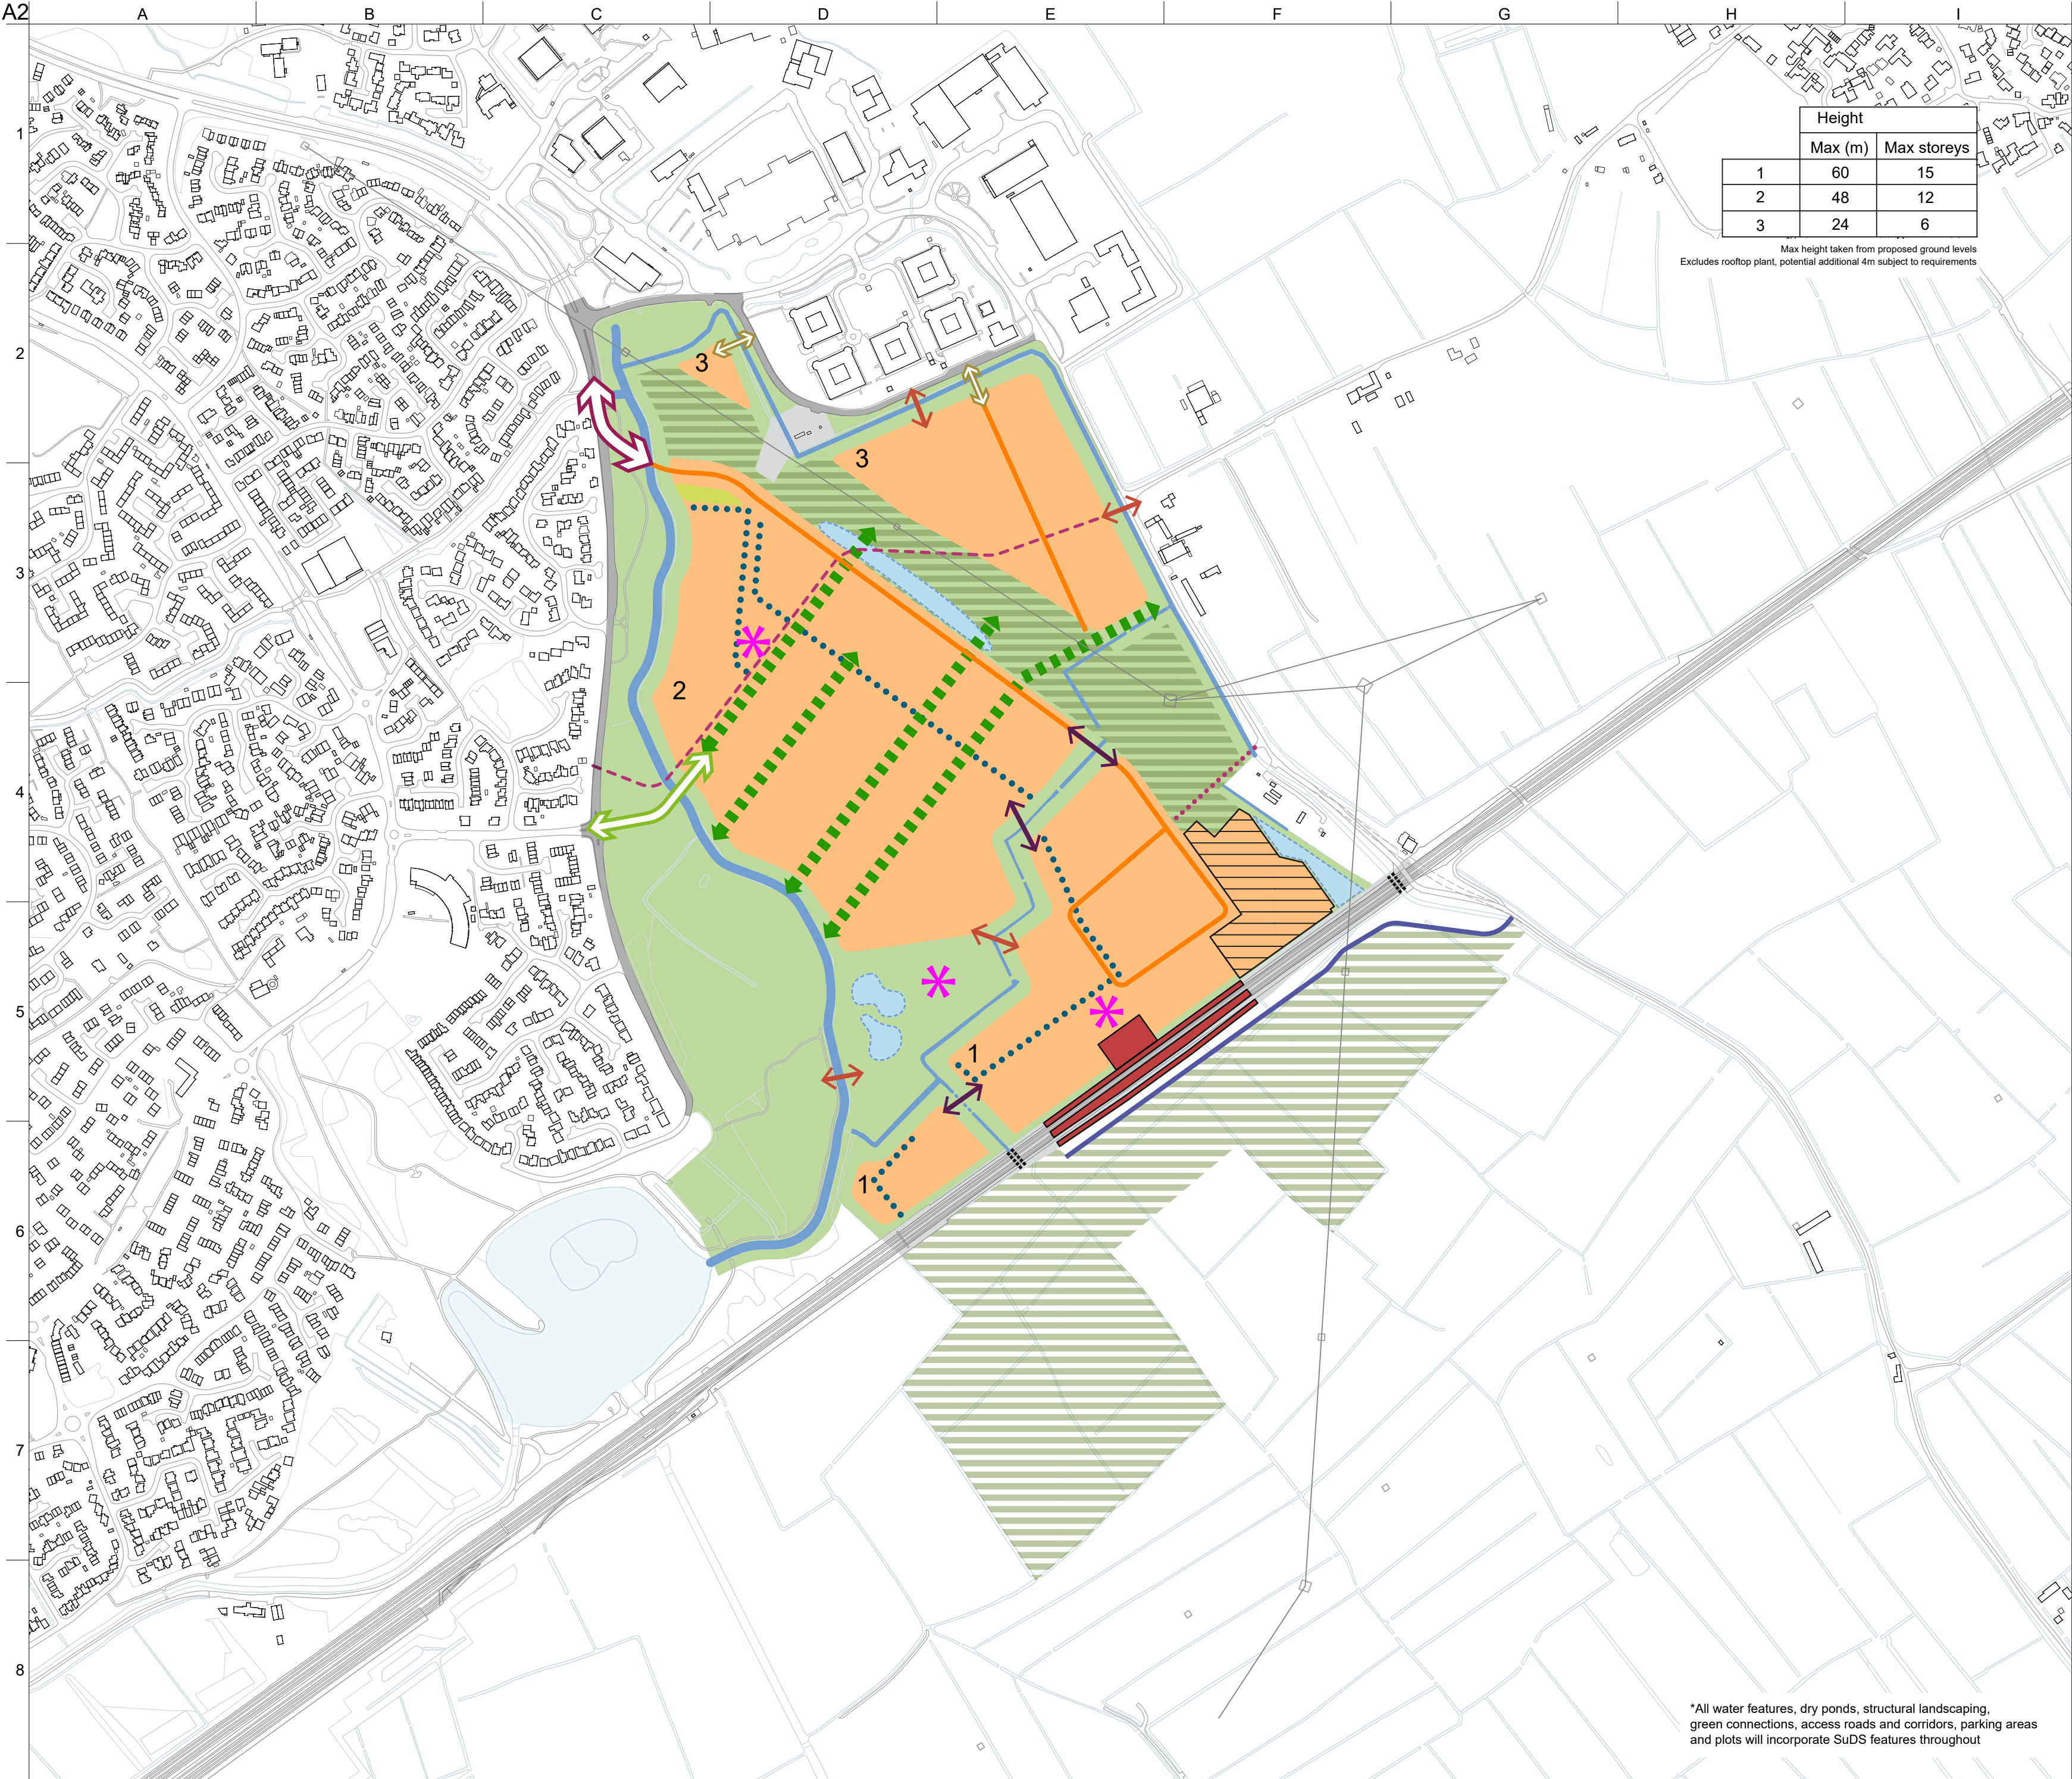 A2
A B C D E F G H I
1
Height
Max (m) Max storeys
1 60 15
2 48 12
3 24 6
Max height taken from proposed ground levels
Excludes rooftop plant, potential additional 4m subject to requirements
2
3
3
3
2
4
5
1
1
6
7
8
*All water features, dry ponds, structural landscaping,
green connections, access roads and corridors, parking areas
and plots will incorporate SuDS features throughout